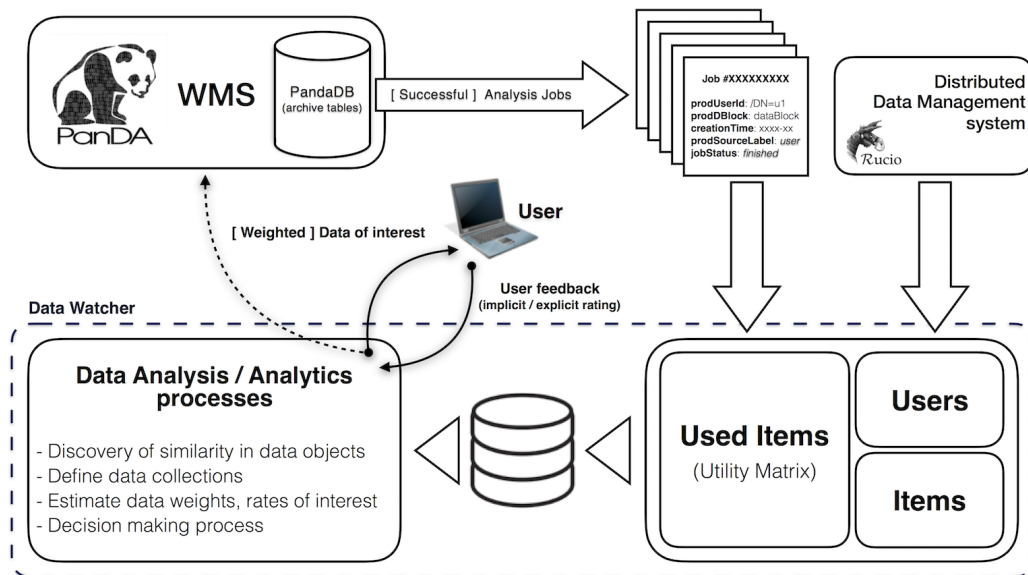 PanDA
WMS
PandaDB
(archive tables)
[ Successful ] Analysis Jobs
Job #XXXXXXXXX
prodUserId: /DN=u1
prodDBlock: dataBlock
creationTime: xxxx-xx
prodSourceLabel: user
jobStatus: finished
Distributed
Data Management
system
Rucio
User
[ Weighted ] Data of interest
User feedback
(implicit / explicit rating)
Data Watcher
Data Analysis / Analytics
processes
- Discovery of similarity in data objects
- Define data collections
- Estimate data weights, rates of interest
- Decision making process
Used Items
(Utility Matrix)
Users
Items